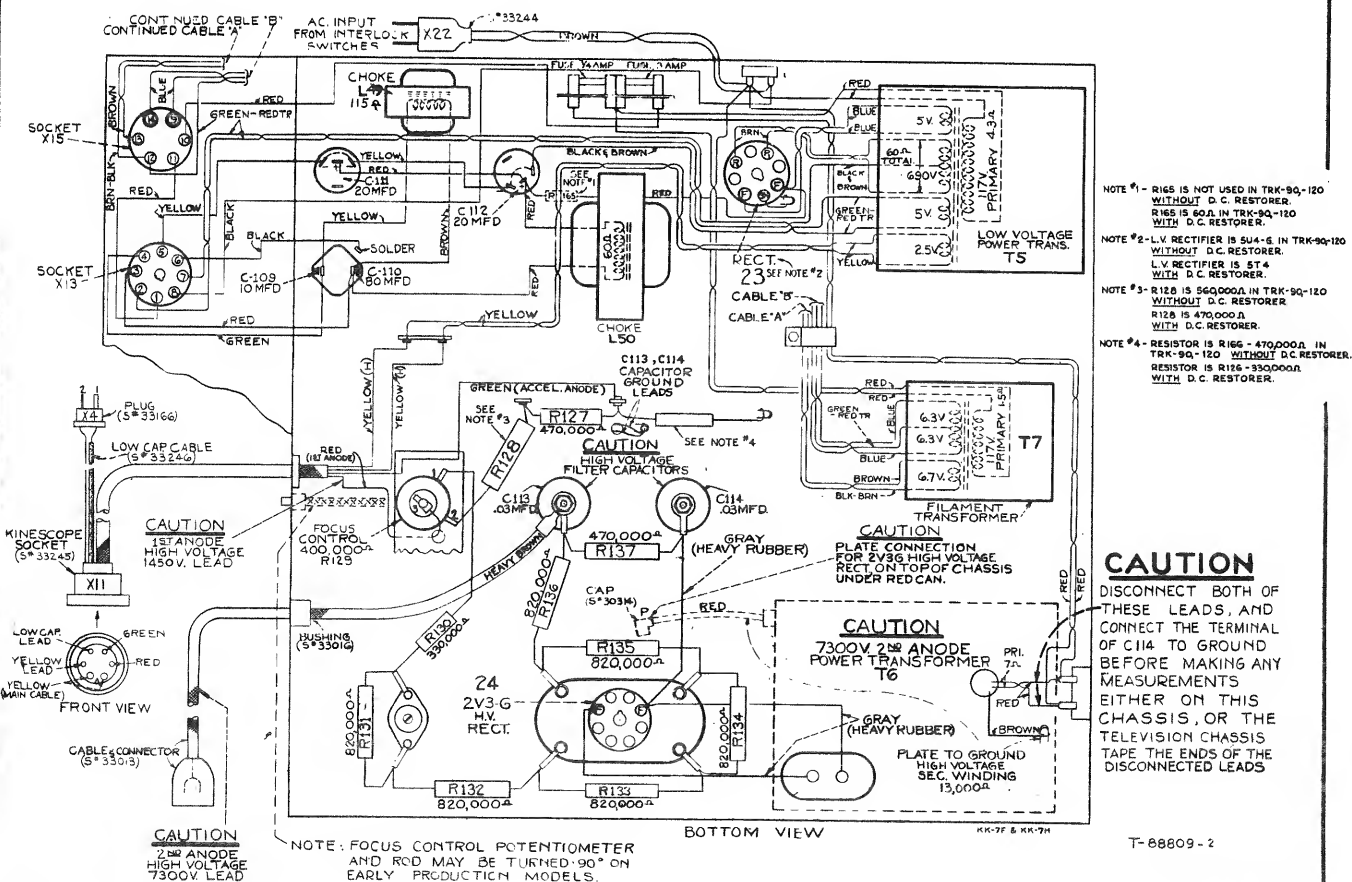 CONT NUED CABLE "B"
CONTINUED CABLE "A"
A.C. INPUT
FROM INTERLOCK
SWITCHES
X22
S#33244
BROWN
BROWN
BLUE
RED
GREEN-RED TR
SOCKET
X15
BRN-BLK
RED
YELLOW
BLACK
CHOKE
L49
FUSE 1/4 AMP
FUSE 3 AMP
YELLOW
RED
C-111
20 MFD
BLACK & BROWN
SEE
NOTE #1
R165
RED
C 112
20 MFD
RED
YELLOW
BROWN
BLACK
SOLDER
C-109
10 MFD
C-110
80 MFD
SOCKET
X13
RED
GREEN
60Ω
CHOKE
L50
RED
YELLOW
BRN
RECT.
23 SEE NOTE #2
CABLE "B"
CABLE "A"
RED
BLUE
BLUE
BLACK
BROWN
GREEN-
RED TR
YELLOW
5V.
60Ω
TOTAL
690V
5V
2.5V
117V
PRIMARY 4.3Ω
LOW VOLTAGE
POWER TRANS.
T5
NOTE #1 - R165 IS NOT USED IN TRK-90,-120
WITHOUT D.C. RESTORER.
R165 IS 60Ω IN TRK-90,-120
WITH D.C. RESTORER.
NOTE #2 - L.V. RECTIFIER IS 5U4-G. IN TRK-90,-120
WITHOUT D.C. RESTORER.
L.V. RECTIFIER IS 5T4
WITH D.C. RESTORER.
NOTE #3 - R128 IS 560,000Ω IN TRK-90,-120
WITHOUT D.C. RESTORER
R128 IS 470,000Ω
WITH D.C. RESTORER.
NOTE #4 - RESISTOR IS R166 - 470,000Ω IN
TRK-90,-120 WITHOUT D.C. RESTORER.
RESISTOR IS R126 - 330,000Ω
WITH D.C. RESTORER.
YELLOW (H)
YELLOW (H)
GREEN (ACCEL. ANODE)
SEE
NOTE #3
R127
470,000Ω
R128
C113, C114
CAPACITOR
GROUND
LEADS
SEE NOTE #4
CAUTION
HIGH VOLTAGE
FILTER CAPACITORS
C113
.03MFD.
C114
.03MFD.
RED
RED
GREEN
-RED TR
BLUE
BLUE
BROWN
BLK-BRN
6.3V
6.3V
6.7V.
117V
PRIMARY 1.5Ω
T7
FILAMENT
TRANSFORMER
2 1
X4
PLUG
(S#33166)
LOW CAP. CABLE
(S#33246)
RED
(1ST ANODE)
KINESCOPE
SOCKET
(S#33245)
X11
CAUTION
1ST ANODE
HIGH VOLTAGE
1450V. LEAD
FOCUS
CONTROL
400,000Ω
R129
HEAVY BROWN
470,000Ω
R137
GRAY
(HEAVY RUBBER)
CAUTION
PLATE CONNECTION
FOR 2V3G HIGH VOLTAGE
RECT. ON TOP OF CHASSIS
UNDER RED CAN.
820,000Ω
R136
CAP
(S#30314)
P
RED
RED
RED
CAUTION
DISCONNECT BOTH OF
THESE LEADS, AND
CONNECT THE TERMINAL
OF C114 TO GROUND
BEFORE MAKING ANY
MEASUREMENTS
EITHER ON THIS
CHASSIS, OR THE
TELEVISION CHASSIS
TAPE THE ENDS OF THE
DISCONNECTED LEADS
LOW CAP.
LEAD
GREEN
YELLOW
LEAD
RED
YELLOW
(MAIN CABLE)
FRONT VIEW
BUSHING
(S#33016)
R130
330,000Ω
R135
820,000Ω
CAUTION
7300V. 2ND ANODE
POWER TRANSFORMER
T6
PRI.
7Ω
RED
BROWN
820,000Ω
R131
24
2V3-G
H.V.
RECT.
820,000Ω
R134
GRAY
(HEAVY RUBBER)
PLATE TO GROUND
HIGH VOLTAGE
SEC. WINDING
13,000Ω
CABLE & CONNECTOR
(S#33013)
R132
820,000Ω
R133
820,000Ω
CAUTION
2ND ANODE
HIGH VOLTAGE
7300V. LEAD
NOTE: FOCUS CONTROL POTENTIOMETER
AND ROD MAY BE TURNED 90° ON
EARLY PRODUCTION MODELS.
BOTTOM VIEW
KK-7F & KK-7H
T-88809-2